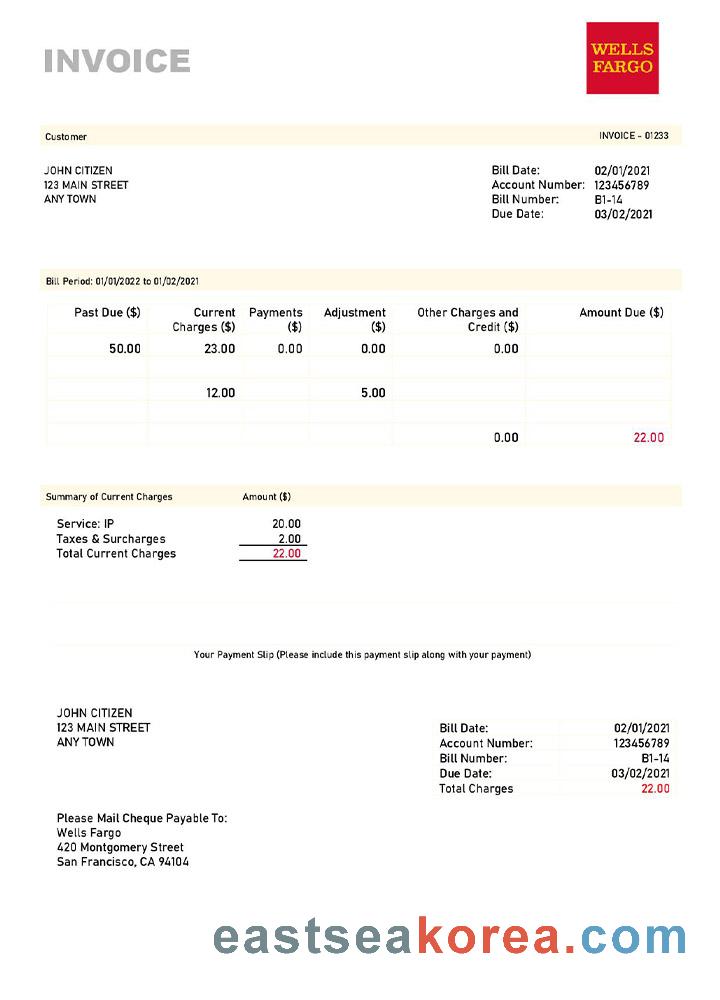 INVOICE
WELLS
FARGO
Customer INVOICE - 01233
JOHN CITIZEN
123 MAIN STREET
ANY TOWN
Bill Date: 02/01/2021
Account Number: 123456789
Bill Number: B1-14
Due Date: 03/02/2021
Bill Period: 01/01/2022 to 01/02/2021
Past Due ($) Current Charges ($) Payments ($) Adjustment ($) Other Charges and Credit ($) Amount Due ($)
50.00 23.00 0.00 0.00 0.00
12.00 5.00
0.00 22.00
Summary of Current Charges Amount ($)
Service: IP 20.00
Taxes & Surcharges 2.00
Total Current Charges 22.00
Your Payment Slip (Please include this payment slip along with your payment)
JOHN CITIZEN
123 MAIN STREET
ANY TOWN
Bill Date: 02/01/2021
Account Number: 123456789
Bill Number: B1-14
Due Date: 03/02/2021
Total Charges 22.00
Please Mail Cheque Payable To:
Wells Fargo
420 Montgomery Street
San Francisco, CA 94104
eastseakorea.com